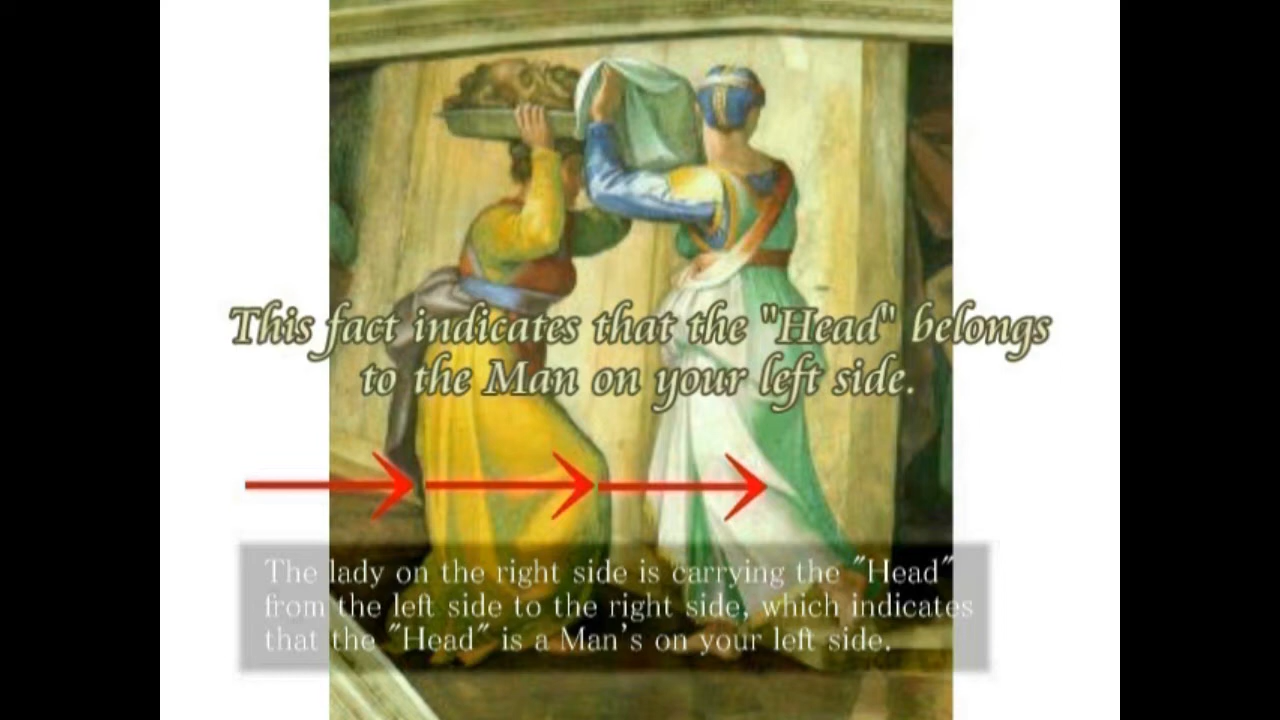 This fact indicates that the "Head" belongs
to the Man on your left side.
The lady on the right side is carrying the "Head"
from the left side to the right side, which indicates
that the "Head" is a Man's on your left side.